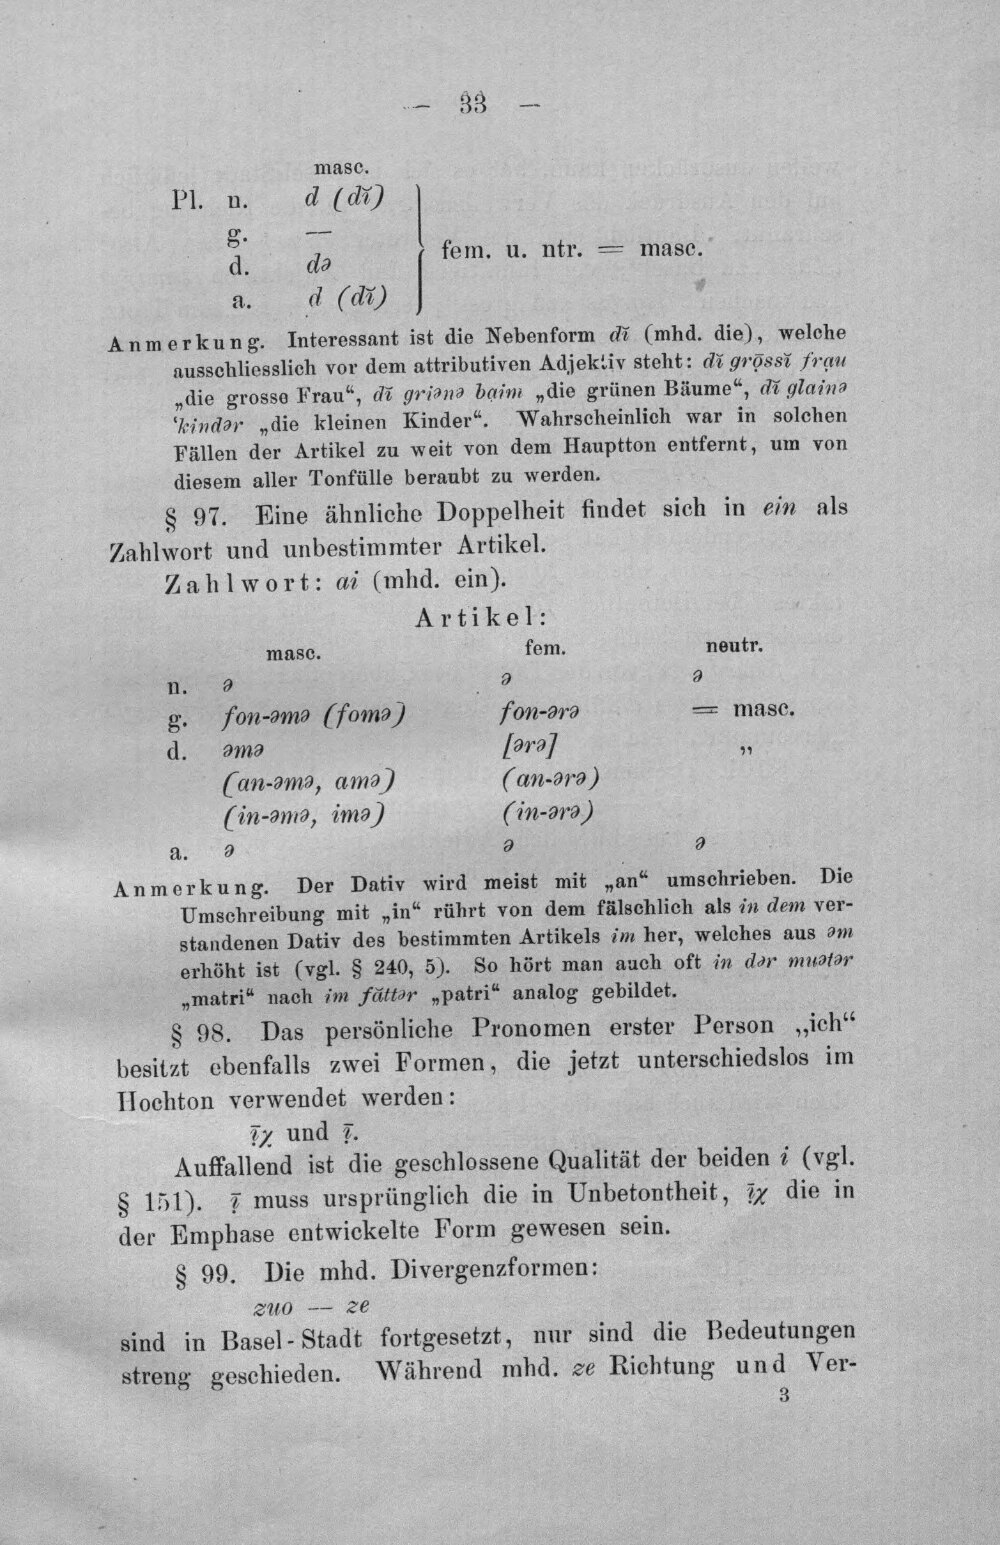 — 33 —
masc.
Pl. n. d (dĭ)
g. —
d. də
a. d (dĭ)
fem. u. ntr. = masc.
Anmerkung. Interessant ist die Nebenform dĭ (mhd. die), welche
ausschliesslich vor dem attributiven Adjektiv steht: dĭ grǫ̈ssĭ frau
„die grosse Frau“, dĭ griənə baim „die grünen Bäume“, dĭ glainə
‘kindər „die kleinen Kinder“. Wahrscheinlich war in solchen
Fällen der Artikel zu weit von dem Hauptton entfernt, um von
diesem aller Tonfülle beraubt zu werden.
§ 97. Eine ähnliche Doppelheit findet sich in ein als
Zahlwort und unbestimmter Artikel.
Zahlwort: ai (mhd. ein).
Artikel:
masc. fem. neutr.
n. ə ə ə
g. fon-əmə (fomə) fon-ərə = masc.
d. əmə [ərə] „
(an-əmə, amə) (an-ərə)
(in-əmə, imə) (in-ərə)
a. ə ə ə
Anmerkung. Der Dativ wird meist mit „an“ umschrieben. Die
Umschreibung mit „in“ rührt von dem fälschlich als in dem ver-
standenen Dativ des bestimmten Artikels im her, welches aus əm
erhöht ist (vgl. § 240, 5). So hört man auch oft in dər muətər
„matri“ nach im făttər „patri“ analog gebildet.
§ 98. Das persönliche Pronomen erster Person „ich“
besitzt ebenfalls zwei Formen, die jetzt unterschiedslos im
Hochton verwendet werden:
ị̄χ und ị̄.
Auffallend ist die geschlossene Qualität der beiden i (vgl.
§ 151). ị̄ muss ursprünglich die in Unbetontheit, ị̄χ die in
der Emphase entwickelte Form gewesen sein.
§ 99. Die mhd. Divergenzformen:
zuo — ze
sind in Basel-Stadt fortgesetzt, nur sind die Bedeutungen
streng geschieden. Während mhd. ze Richtung und Ver-
3